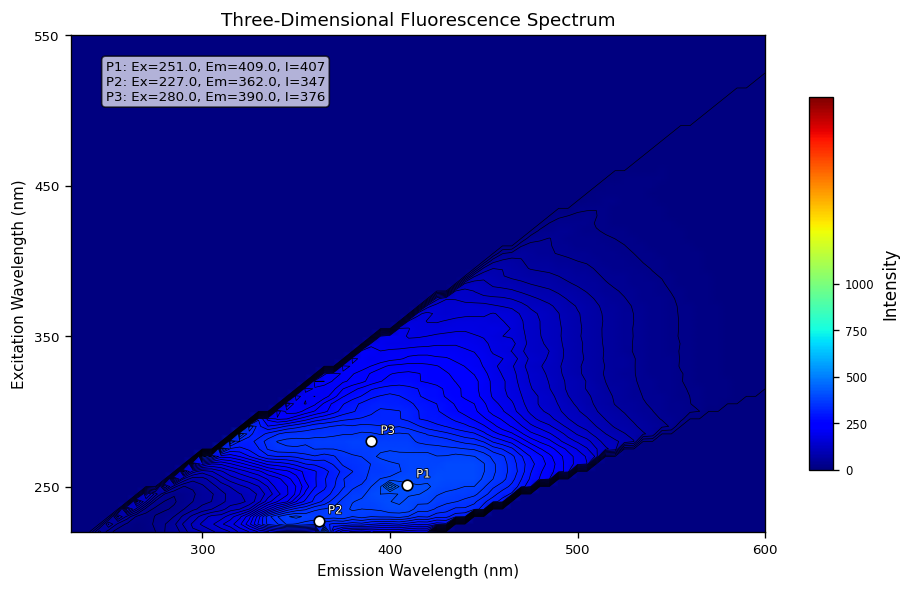 Three-Dimensional Fluorescence Spectrum
P1: Ex=251.0, Em=409.0, I=407
P2: Ex=227.0, Em=362.0, I=347
P3: Ex=280.0, Em=390.0, I=376
550
450
350
250
Excitation Wavelength (nm)
P3
P1
P2
300
400
500
600
Emission Wavelength (nm)
1000
750
500
250
0
Intensity